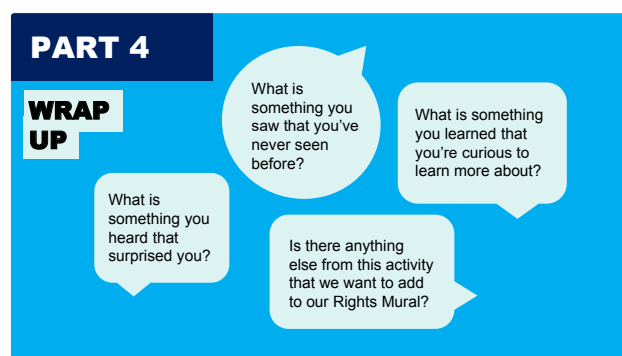 PART 4
WRAP
UP
What is
something you
saw that you’ve
never seen
before?
What is something
you learned that
you’re curious to
learn more about?
What is
something you
heard that
surprised you?
Is there anything
else from this activity
that we want to add
to our Rights Mural?